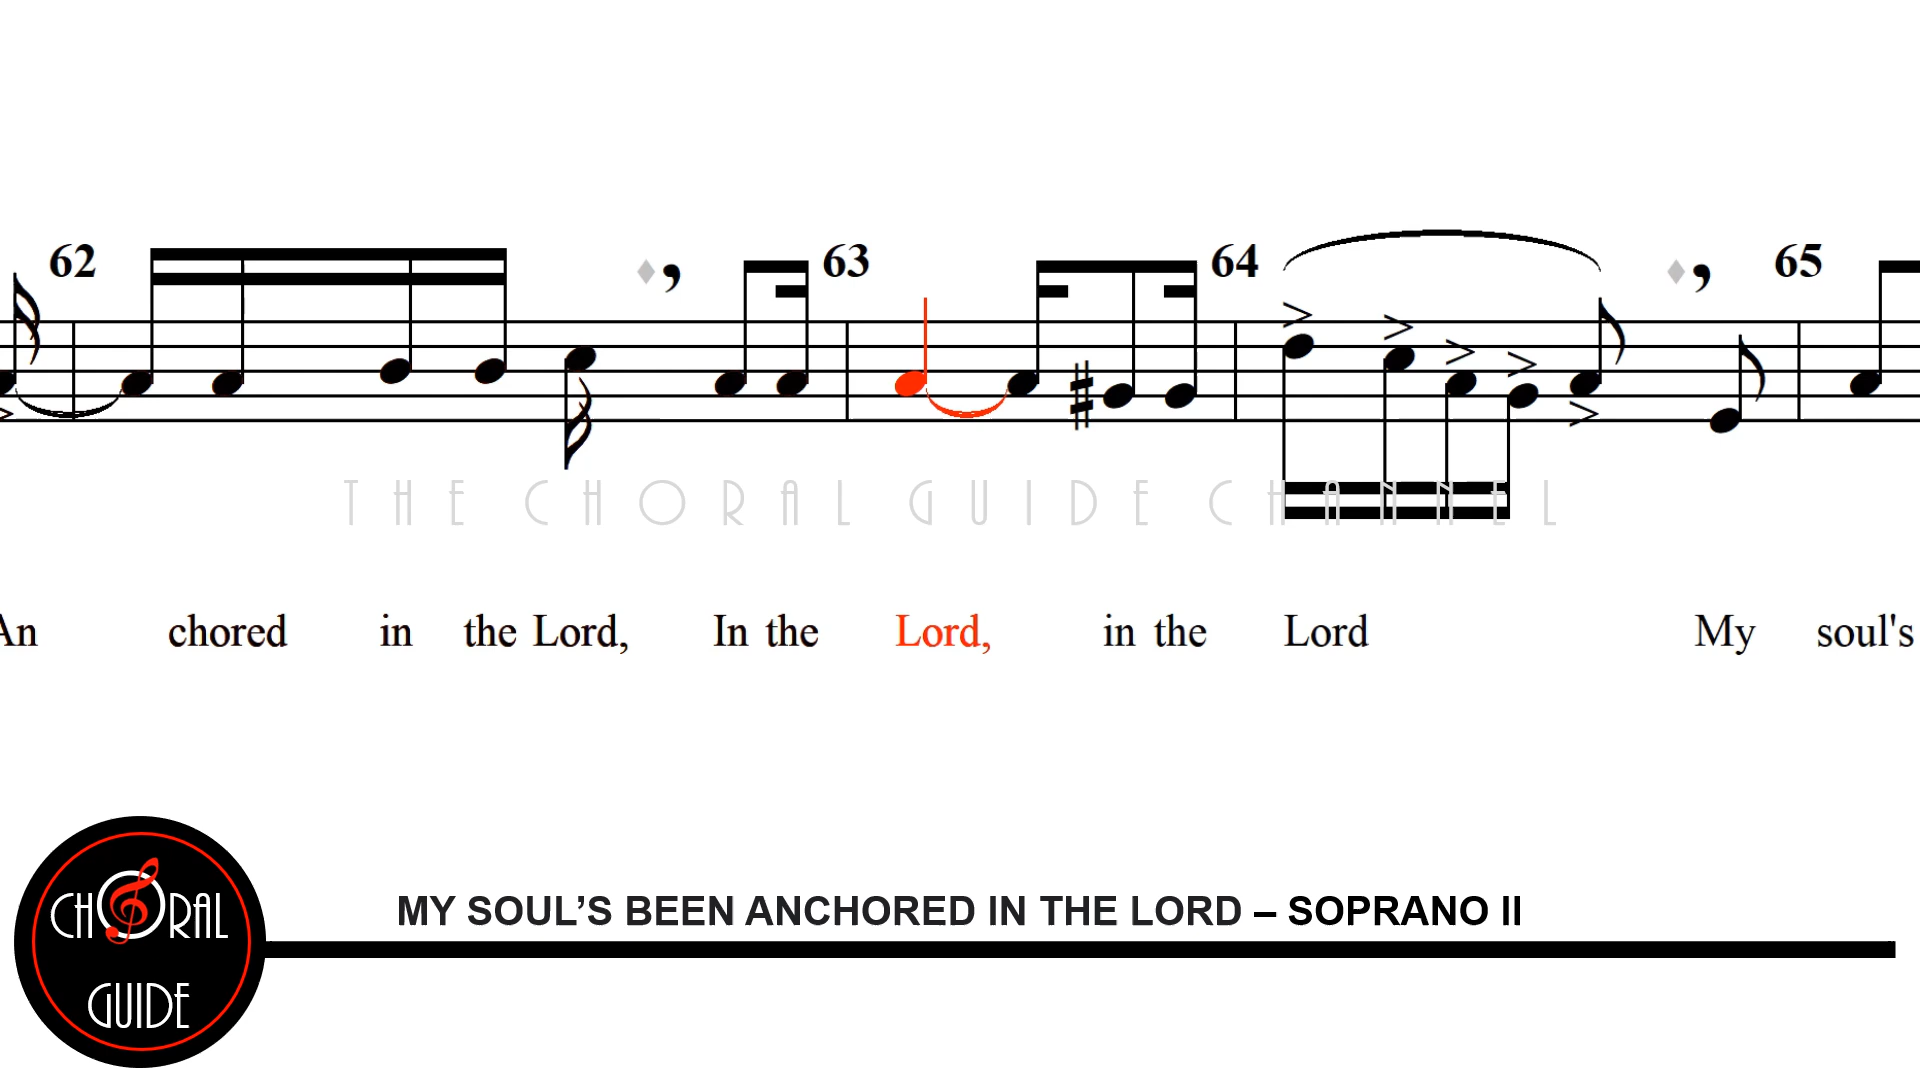 62 63 64 65
THE CHORAL GUIDE CHANNEL
An chored in the Lord, In the Lord, in the Lord My soul's
MY SOUL’S BEEN ANCHORED IN THE LORD – SOPRANO II
CHORAL
GUIDE